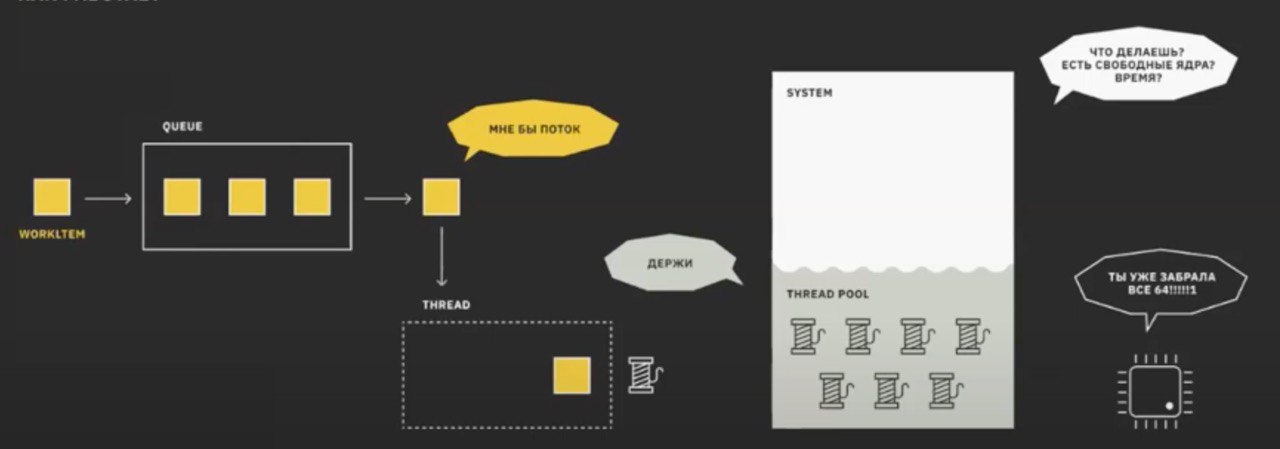 QUEUE
WORKLTEM
МНЕ БЫ ПОТОК
THREAD
ДЕРЖИ
SYSTEM
THREAD POOL
ЧТО ДЕЛАЕШЬ?
ЕСТЬ СВОБОДНЫЕ ЯДРА?
ВРЕМЯ?
ТЫ УЖЕ ЗАБРАЛА
ВСЕ 64!!!!!1